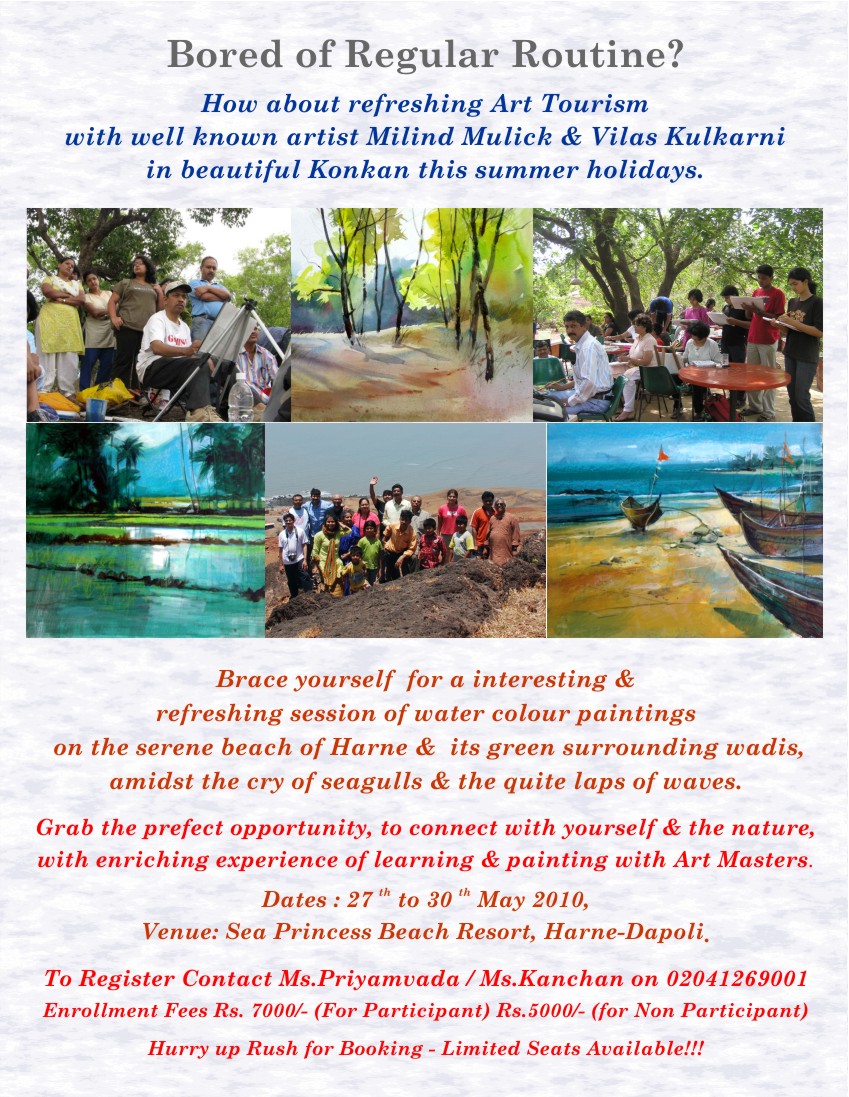 Bored of Regular Routine?
How about refreshing Art Tourism
with well known artist Milind Mulick & Vilas Kulkarni
in beautiful Konkan this summer holidays.
Brace yourself for a interesting &
refreshing session of water colour paintings
on the serene beach of Harne & its green surrounding wadis,
amidst the cry of seagulls & the quite laps of waves.
Grab the prefect opportunity, to connect with yourself & the nature,
with enriching experience of learning & painting with Art Masters.
Dates : 27 th to 30 th May 2010,
Venue: Sea Princess Beach Resort, Harne-Dapoli.
To Register Contact Ms.Priyamvada / Ms.Kanchan on 02041269001
Enrollment Fees Rs. 7000/- (For Participant) Rs.5000/- (for Non Participant)
Hurry up Rush for Booking - Limited Seats Available!!!